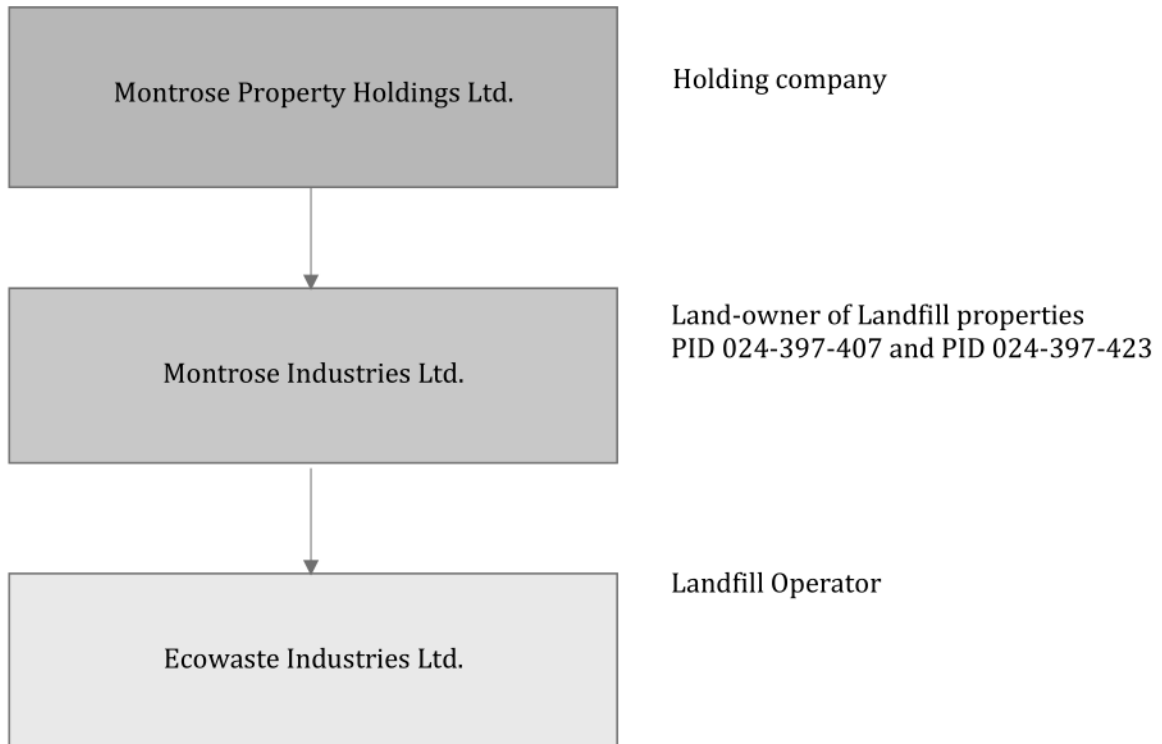 Montrose Property Holdings Ltd.
Holding company
Montrose Industries Ltd.
Land-owner of Landfill properties
PID 024-397-407 and PID 024-397-423
Ecowaste Industries Ltd.
Landfill Operator